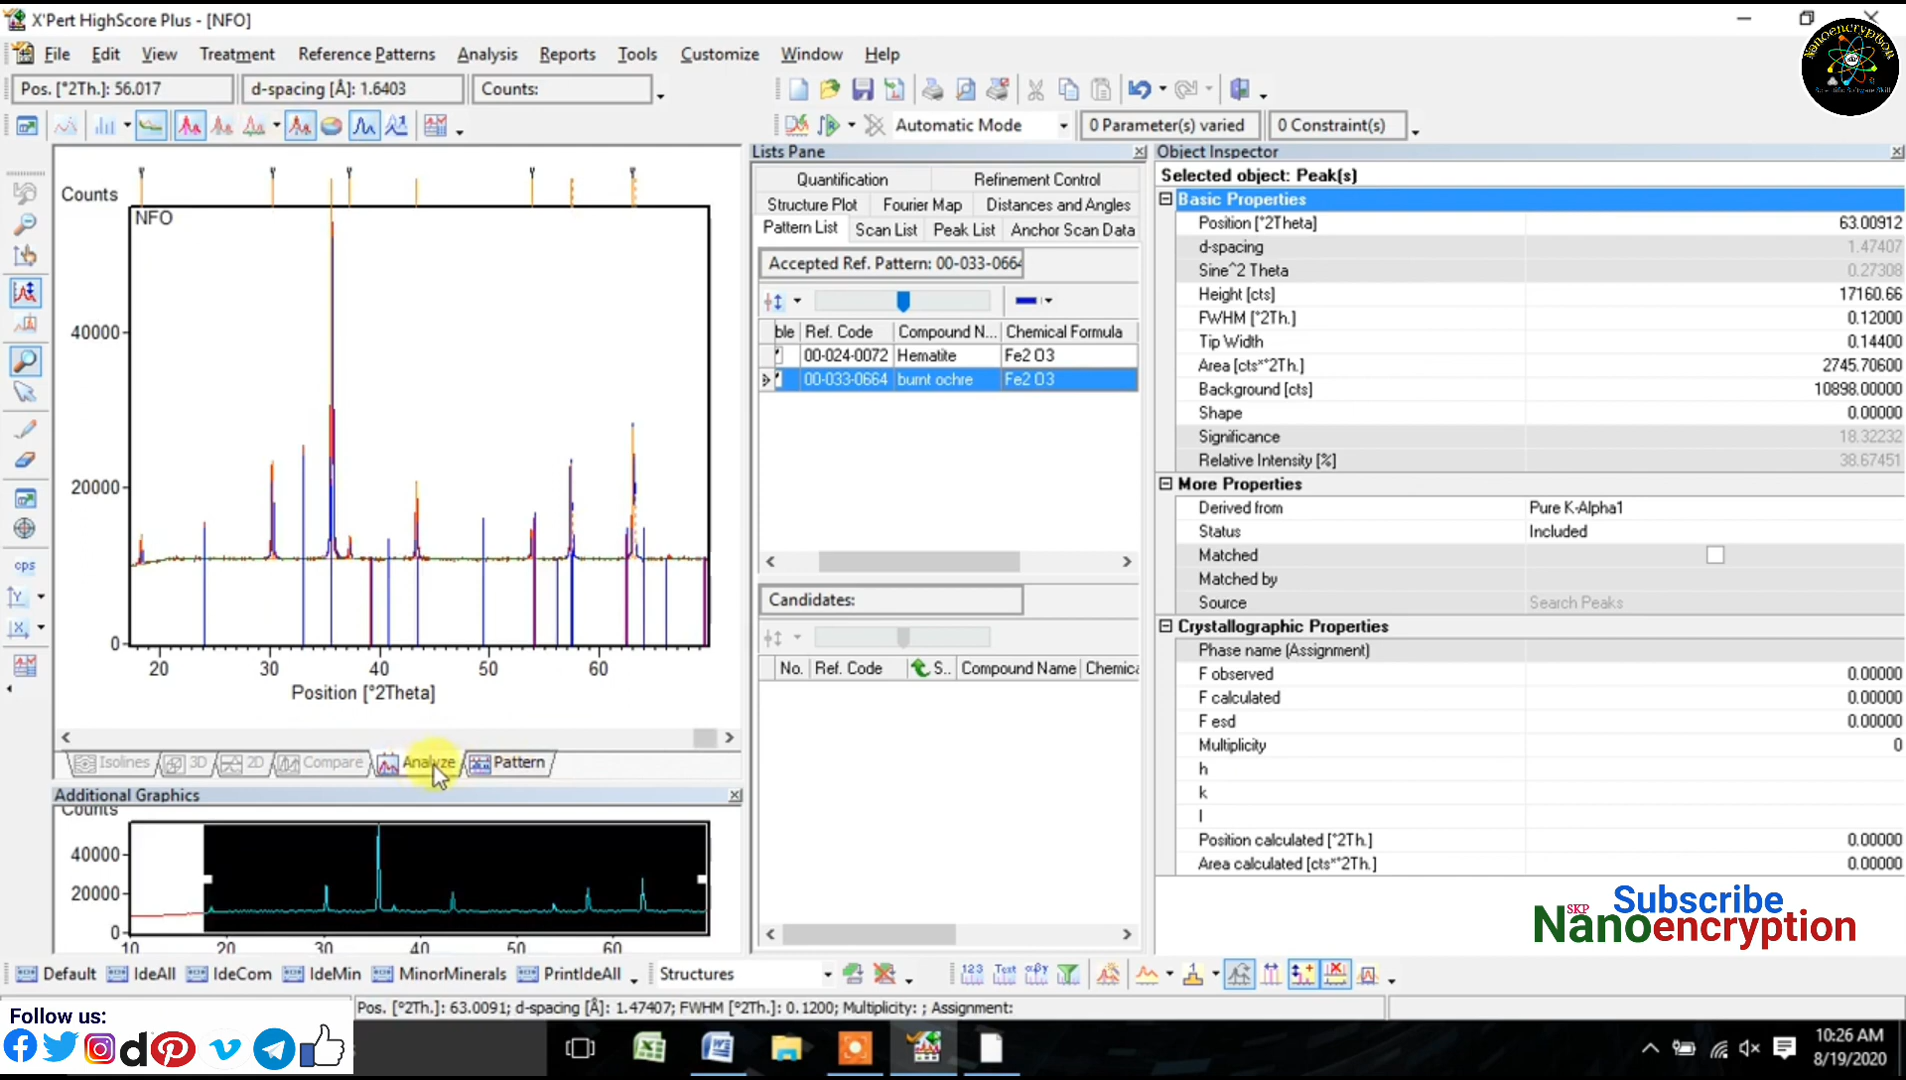 X'Pert HighScore Plus - [NFO]
File Edit View Treatment Reference Patterns Analysis Reports Tools Customize Window Help
Pos. [°2Th.]: 56.017 d-spacing [Å]: 1.6403 Counts:
Automatic Mode 0 Parameter(s) varied 0 Constraint(s)
Nanoencryption
Scientific Software Skill
cps
Counts
NFO
40000
20000
0
20 30 40 50 60
Position [°2Theta]
Isolines 3D 2D Compare Analyze Pattern
Additional Graphics
Counts
40000
20000
0
10 20 30 40 50 60
Lists Pane
Quantification Refinement Control
Structure Plot Fourier Map Distances and Angles
Pattern List Scan List Peak List Anchor Scan Data
Accepted Ref. Pattern: 00-033-0664
ble Ref. Code Compound N... Chemical Formula
00-024-0072 Hematite Fe2 O3
00-033-0664 burnt ochre Fe2 O3
Candidates:
No. Ref. Code S.. Compound Name Chemica
Object Inspector
Selected object: Peak(s)
Basic Properties
Position [°2Theta] 63.00912
d-spacing 1.47407
Sine^2 Theta 0.27308
Height [cts] 17160.66
FWHM [°2Th.] 0.12000
Tip Width 0.14400
Area [cts*°2Th.] 2745.70600
Background [cts] 10898.00000
Shape 0.00000
Significance 18.32232
Relative Intensity [%] 38.67451
More Properties
Derived from Pure K-Alpha1
Status Included
Matched
Matched by
Source Search Peaks
Crystallographic Properties
Phase name (Assignment)
F observed 0.00000
F calculated 0.00000
F esd 0.00000
Multiplicity 0
h
k
l
Position calculated [°2Th.] 0.00000
Area calculated [cts*°2Th.] 0.00000
Subscribe
SKP
Nanoencryption
Default IdeAll IdeCom IdeMin MinorMinerals PrintIdeAll Structures 123 Text αβγ
Pos. [°2Th.]: 63.0091; d-spacing [Å]: 1.47407; FWHM [°2Th.]: 0.1200; Multiplicity: ; Assignment:
Follow us:
10:26 AM
8/19/2020